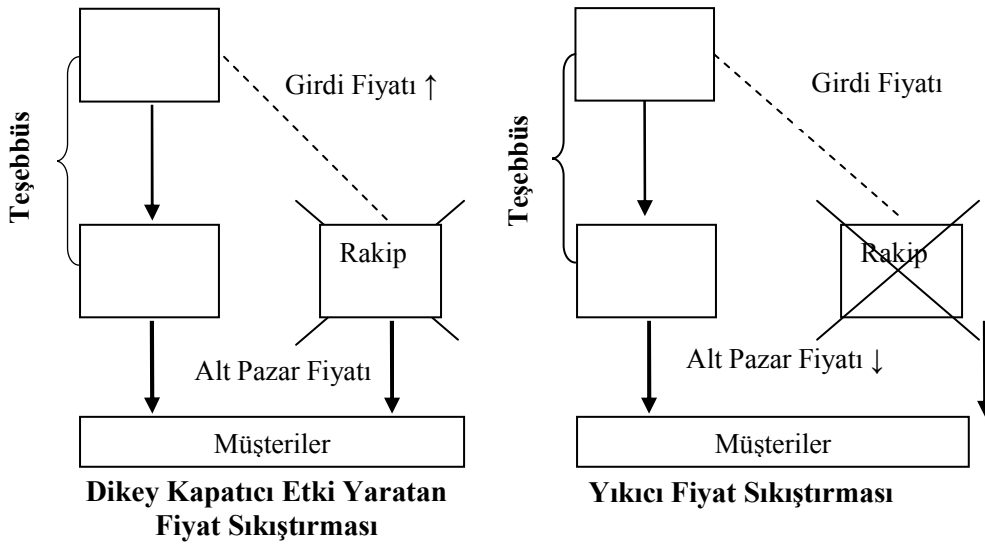 Teşebbüs
Girdi Fiyatı ↑
Rakip
Alt Pazar Fiyatı
Müşteriler
Dikey Kapatıcı Etki Yaratan
Fiyat Sıkıştırması
Teşebbüs
Girdi Fiyatı
Rakip
Alt Pazar Fiyatı ↓
Müşteriler
Yıkıcı Fiyat Sıkıştırması